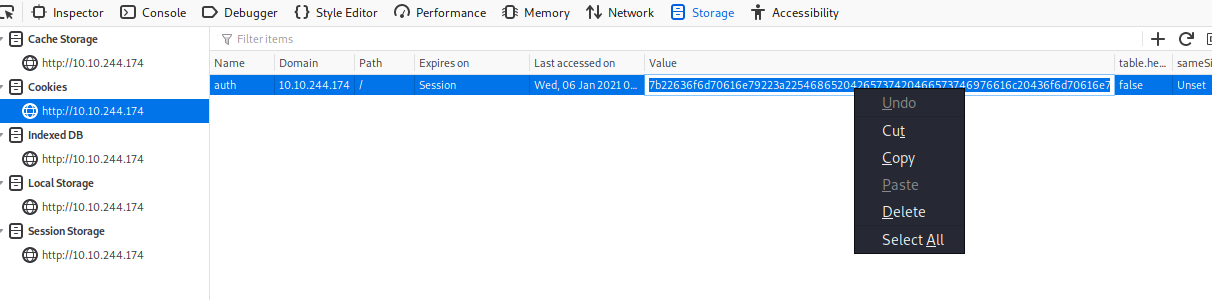 Inspector Console Debugger Style Editor Performance Memory Network Storage Accessibility
Cache Storage
http://10.10.244.174
Cookies
http://10.10.244.174
Indexed DB
http://10.10.244.174
Local Storage
http://10.10.244.174
Session Storage
http://10.10.244.174
Filter items
Name Domain Path Expires on Last accessed on Value table.he... sameSi
auth 10.10.244.174 / Session Wed, 06 Jan 2021 0... 7b22636f6d70616e79223a22546865204265737420466573746976616c20436f6d70616e7 false Unset
Undo
Cut
Copy
Paste
Delete
Select All